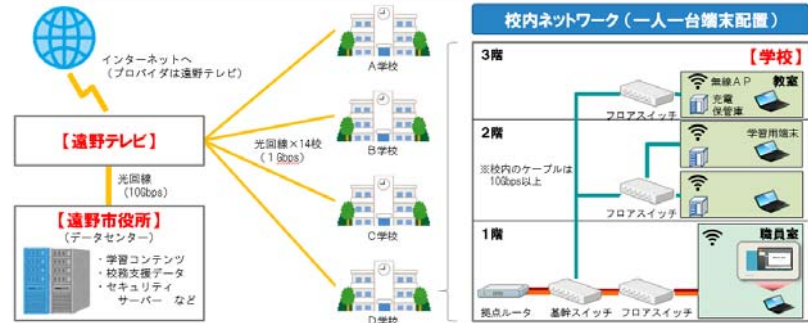 インターネットへ
(プロバイダは遠野テレビ)
【遠野テレビ】
光回線
(10Gbps)
【遠野市役所】
(データセンター)
・学習コンテンツ
・校務支援データ
・セキュリティ
サーバー など
光回線×14校
(1Gbps)
A学校
B学校
C学校
D学校
校内ネットワーク(一人一台端末配置)
【学校】
3階
無線AP
教室
充電
保管庫
フロアスイッチ
2階
学習用端末
※校内のケーブルは
10Gbps以上
フロアスイッチ
1階
職員室
拠点ルータ
基幹スイッチ
フロアスイッチ